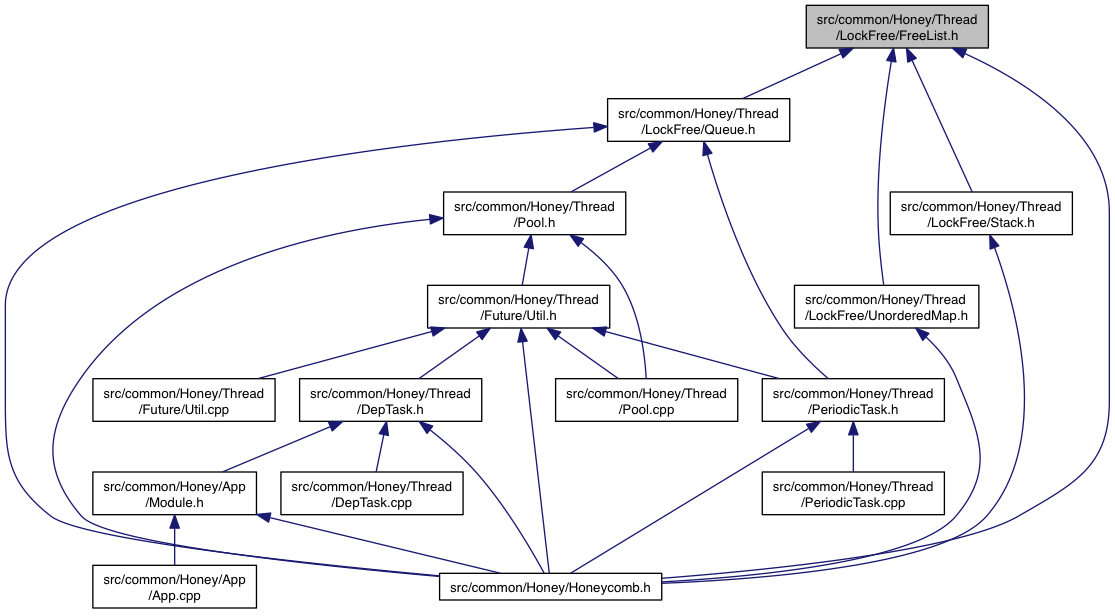 src/common/Honey/Thread
/LockFree/FreeList.h
src/common/Honey/Thread
/LockFree/Queue.h
src/common/Honey/Thread
/Pool.h
src/common/Honey/Thread
/LockFree/Stack.h
src/common/Honey/Thread
/Future/Util.h
src/common/Honey/Thread
/LockFree/UnorderedMap.h
src/common/Honey/Thread
/Future/Util.cpp
src/common/Honey/Thread
/DepTask.h
src/common/Honey/Thread
/Pool.cpp
src/common/Honey/Thread
/PeriodicTask.h
src/common/Honey/App
/Module.h
src/common/Honey/Thread
/DepTask.cpp
src/common/Honey/Thread
/PeriodicTask.cpp
src/common/Honey/App
/App.cpp
src/common/Honey/Honeycomb.h